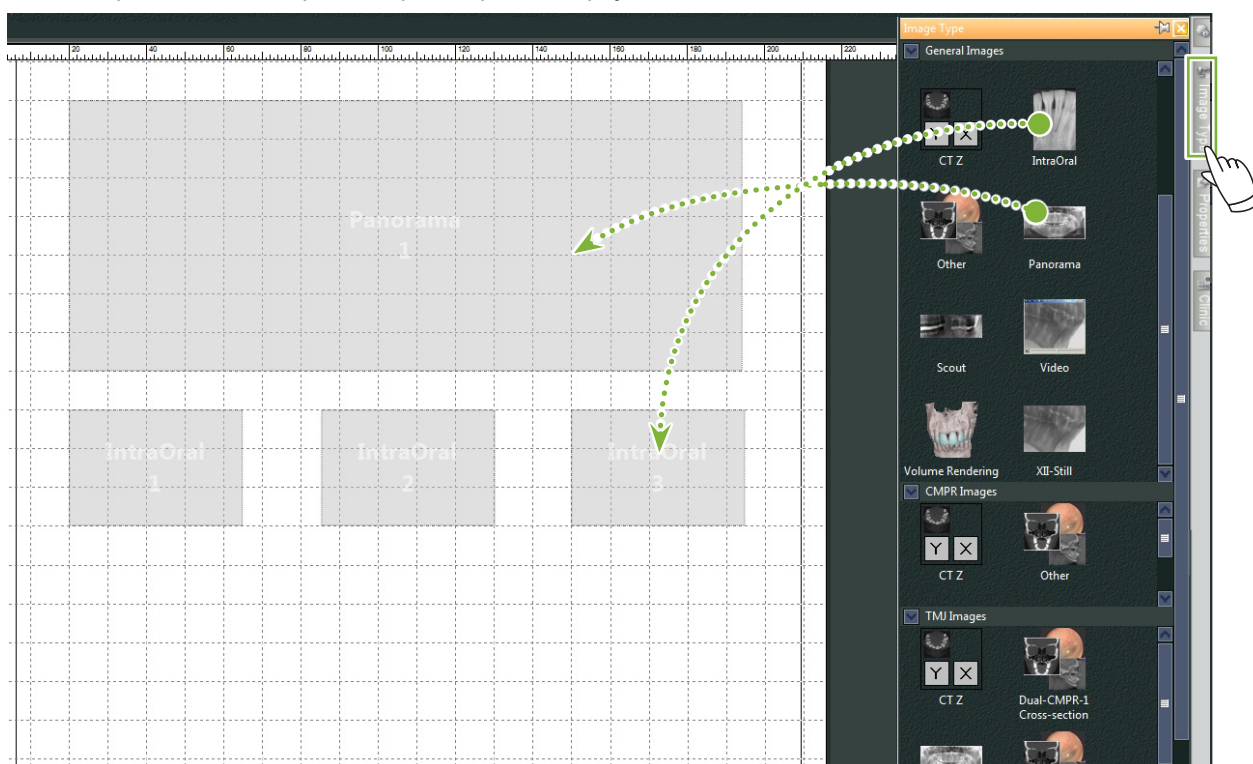 Image Type
20 40 60 80 100 120 140 160 180 200 220
General Images
Y X
CT Z IntraOral
Other Panorama
Scout Video
Volume Rendering XII-Still
CMPR Images
Y X
CT Z Other
TMJ Images
Y X
CT Z Dual-CMPR-1
Cross-section
Panorama
1
IntraOral IntraOral IntraOral
1 2 3
Image Type
Properties
Clinic